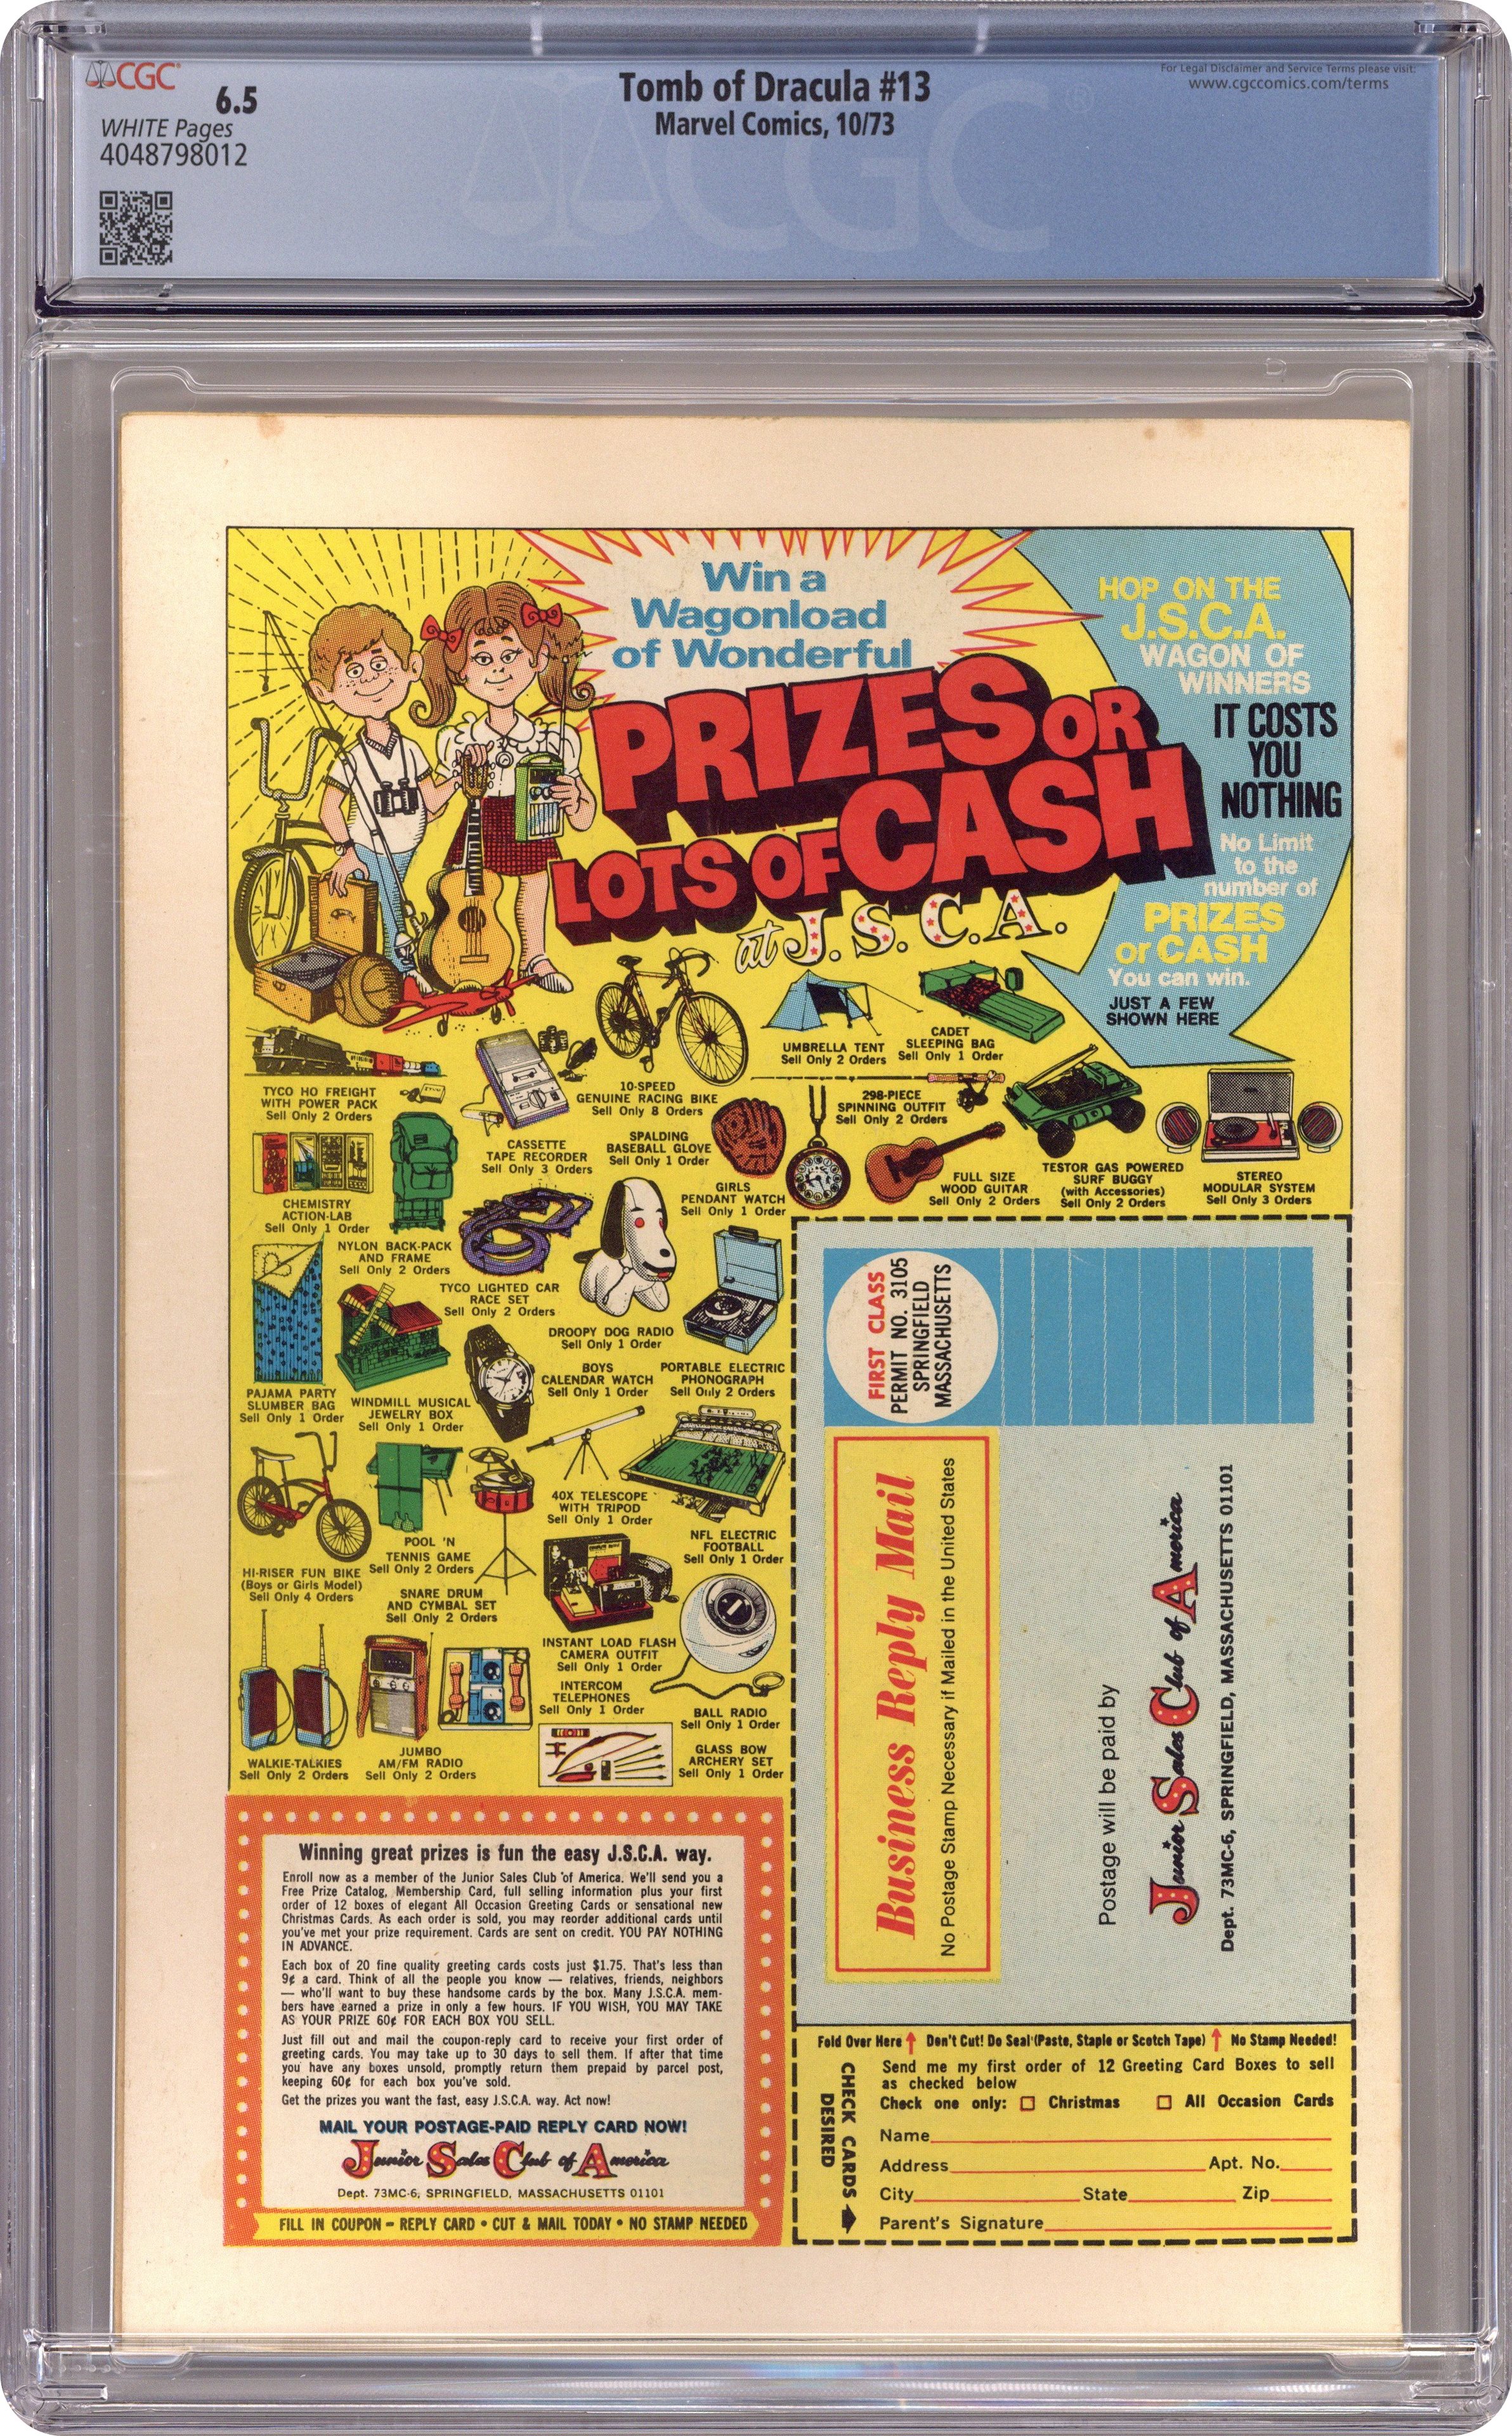 CGC
6.5
WHITE Pages
4048798012
Tomb of Dracula #13
Marvel Comics, 10/73
For Legal Disclaimer and Service Terms please visit:
www.cgccomics.com/terms
CGC
Win a
Wagonload
of Wonderful
PRIZES OR
LOTS OF CASH
at J.S.C.A.
HOP ON THE
J.S.C.A.
WAGON OF
WINNERS
IT COSTS
YOU
NOTHING
No Limit
to the
number of
PRIZES
or CASH
You can win.
JUST A FEW
SHOWN HERE
UMBRELLA TENT
Sell Only 2 Orders
CADET
SLEEPING BAG
Sell Only 1 Order
TYCO HO FREIGHT
WITH POWER PACK
Sell Only 2 Orders
10-SPEED
GENUINE RACING BIKE
Sell Only 8 Orders
298-PIECE
SPINNING OUTFIT
Sell Only 2 Orders
CASSETTE
TAPE RECORDER
Sell Only 3 Orders
SPALDING
BASEBALL GLOVE
Sell Only 1 Order
GIRLS
PENDANT WATCH
Sell Only 1 Order
FULL SIZE
WOOD GUITAR
Sell Only 2 Orders
TESTOR GAS POWERED
SURF BUGGY
(with Accessories)
Sell Only 2 Orders
STEREO
MODULAR SYSTEM
Sell Only 3 Orders
CHEMISTRY
ACTION-LAB
Sell Only 1 Order
NYLON BACK-PACK
AND FRAME
Sell Only 2 Orders
TYCO LIGHTED CAR
RACE SET
Sell Only 2 Orders
DROOPY DOG RADIO
Sell Only 1 Order
BOYS
CALENDAR WATCH
Sell Only 1 Order
PORTABLE ELECTRIC
PHONOGRAPH
Sell Only 2 Orders
PAJAMA PARTY
SLUMBER BAG
Sell Only 1 Order
WINDMILL MUSICAL
JEWELRY BOX
Sell Only 1 Order
40X TELESCOPE
WITH TRIPOD
Sell Only 1 Order
NFL ELECTRIC
FOOTBALL
Sell Only 1 Order
POOL 'N
TENNIS GAME
Sell Only 2 Orders
HI-RISER FUN BIKE
(Boys or Girls Model)
Sell Only 4 Orders
SNARE DRUM
AND CYMBAL SET
Sell Only 2 Orders
INSTANT LOAD FLASH
CAMERA OUTFIT
Sell Only 1 Order
INTERCOM
TELEPHONES
Sell Only 1 Order
BALL RADIO
Sell Only 1 Order
WALKIE-TALKIES
Sell Only 2 Orders
JUMBO
AM/FM RADIO
Sell Only 2 Orders
GLASS BOW
ARCHERY SET
Sell Only 1 Order
FIRST CLASS
PERMIT NO. 3105
SPRINGFIELD
MASSACHUSETTS
Business Reply Mail
No Postage Stamp Necessary if Mailed in the United States
Postage will be paid by
Junior Sales Club of America
Dept. 73MC-6, SPRINGFIELD, MASSACHUSETTS 01101
Winning great prizes is fun the easy J.S.C.A. way.
Enroll now as a member of the Junior Sales Club of America. We'll send you a
Free Prize Catalog, Membership Card, full selling information plus your first
order of 12 boxes of elegant All Occasion Greeting Cards or sensational new
Christmas Cards. As each order is sold, you may reorder additional cards until
you've met your prize requirement. Cards are sent on credit. YOU PAY NOTHING
IN ADVANCE.
Each box of 20 fine quality greeting cards costs just $1.75. That's less than
9¢ a card. Think of all the people you know — relatives, friends, neighbors
— who'll want to buy these handsome cards by the box. Many J.S.C.A. mem-
bers have earned a prize in only a few hours. IF YOU WISH, YOU MAY TAKE
AS YOUR PRIZE 60¢ FOR EACH BOX YOU SELL.
Just fill out and mail the coupon-reply card to receive your first order of
greeting cards. You may take up to 30 days to sell them. If after that time
you have any boxes unsold, promptly return them prepaid by parcel post,
keeping 60¢ for each box you've sold.
Get the prizes you want the fast, easy J.S.C.A. way. Act now!
MAIL YOUR POSTAGE-PAID REPLY CARD NOW!
Junior Sales Club of America
Dept. 73MC-6, SPRINGFIELD, MASSACHUSETTS 01101
FILL IN COUPON - REPLY CARD • CUT & MAIL TODAY • NO STAMP NEEDED
Fold Over Here ↑ Don't Cut! Do Seal (Paste, Staple or Scotch Tape) ↑ No Stamp Needed!
CHECK CARDS
DESIRED
Send me my first order of 12 Greeting Card Boxes to sell
as checked below
Check one only: □ Christmas □ All Occasion Cards
Name
Address Apt. No.
City State Zip
Parent's Signature